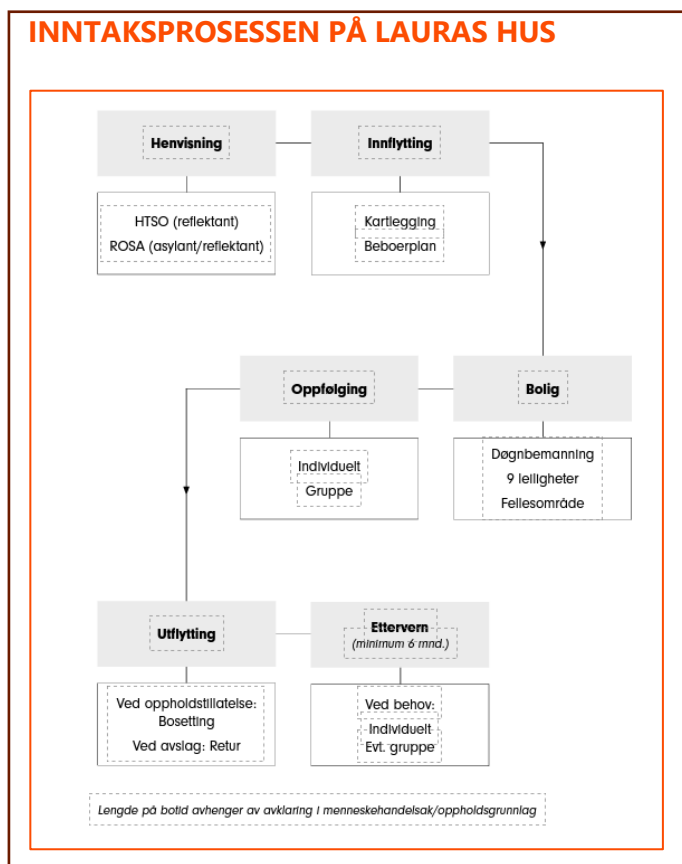 INNTAKSPROSESSEN PÅ LAURAS HUS
Henvisning
Innflytting
HTSO (reflektant)
ROSA (asylant/reflektant)
Kartlegging
Beboerplan
Oppfølging
Bolig
Individuelt
Gruppe
Døgnbemanning
9 leiligheter
Fellesområde
Utflytting
Ettervern
(minimum 6 mnd.)
Ved oppholdstillatelse:
Bosetting
Ved avslag: Retur
Ved behov:
Individuelt
Evt. gruppe
Lengde på botid avhenger av avklaring i menneskehandelsak/oppholdsgrunnlag